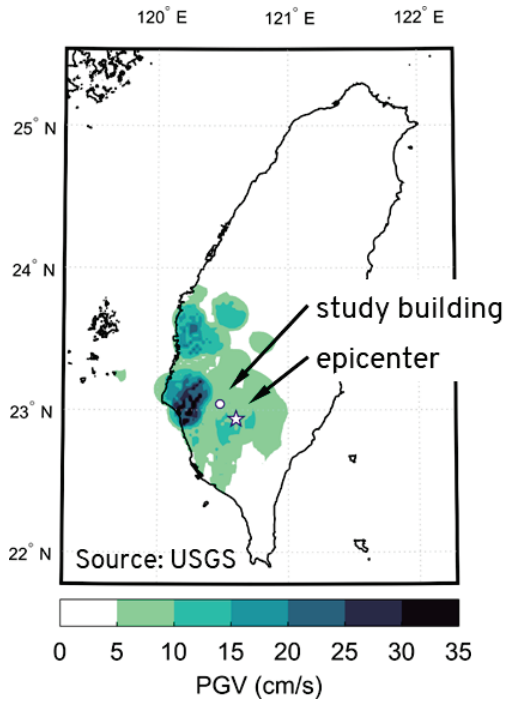 120° E 121° E 122° E
25° N
24° N
study building
epicenter
23° N
22° N
Source: USGS
0 5 10 15 20 25 30 35
PGV (cm/s)